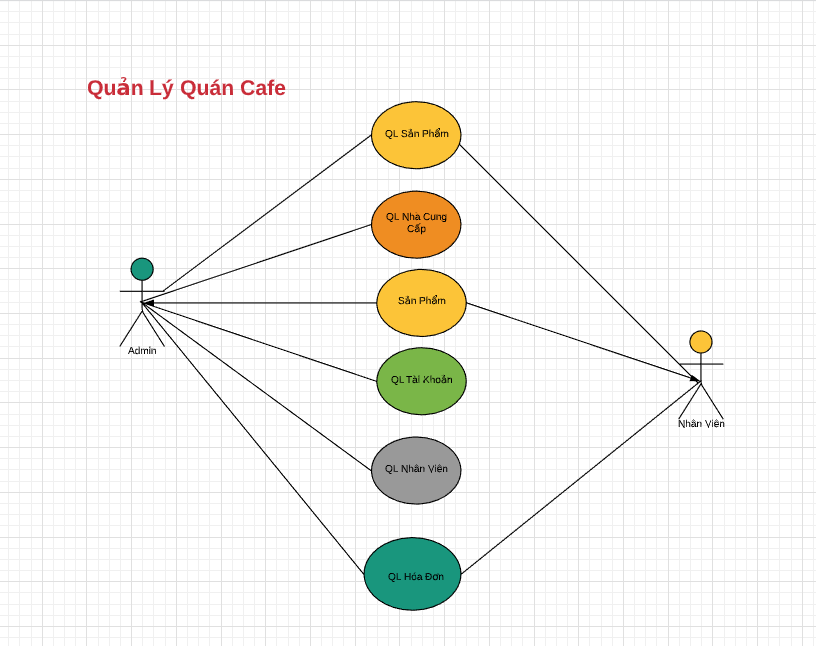 Quản Lý Quán Cafe
QL Sản Phẩm
QL Nhà Cung
Cấp
Sản Phẩm
QL Tài Khoản
Admin
Nhân Viên
QL Nhân Viên
QL Hóa Đơn